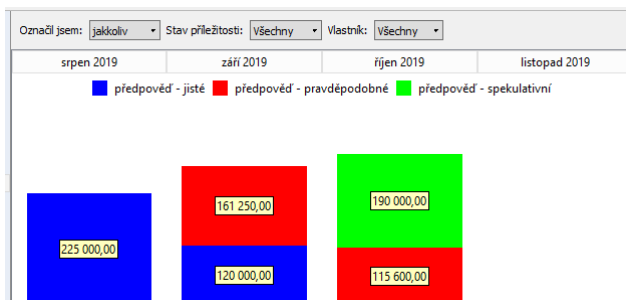 Označil jsem: jakkoliv Stav příležitosti: Všechny Vlastník: Všechny
srpen 2019 září 2019 říjen 2019 listopad 2019
předpověď - jisté předpověď - pravděpodobné předpověď - spekulativní
161 250,00 190 000,00
225 000,00
120 000,00 115 600,00